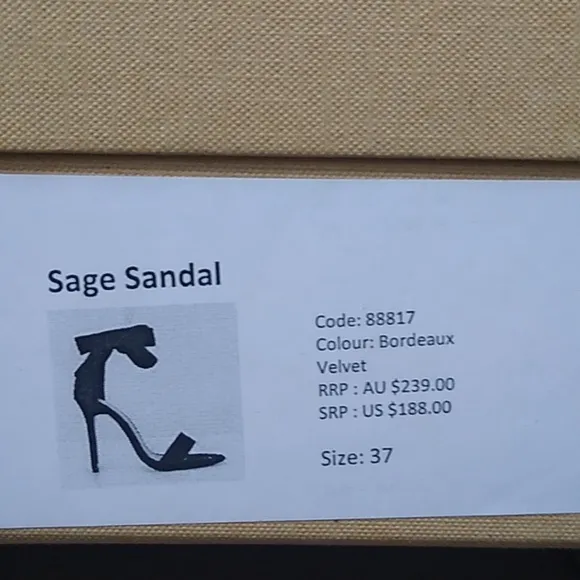 Sage Sandal
Code: 88817
Colour: Bordeaux
Velvet
RRP : AU $239.00
SRP : US $188.00
Size: 37